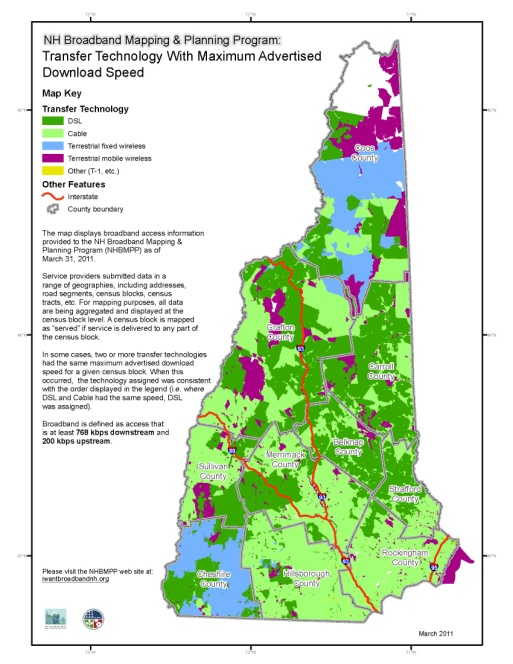 NH Broadband Mapping & Planning Program:
Transfer Technology With Maximum Advertised
Download Speed
Map Key
Transfer Technology
DSL
Cable
Terrestrial fixed wireless
Terrestrial mobile wireless
Other (T-1, etc.)
Other Features
Interstate
County boundary
The map displays broadband access information
provided to the NH Broadband Mapping &
Planning Program (NHBMPP) as of
March 31, 2011.
Service providers submitted data in a
range of geographies, including addresses,
road segments, census blocks, census
tracts, etc. For mapping purposes, all data
are being aggregated and displayed at the
census block level. A census block is mapped
as "served" if service is delivered to any part of
the census block.
In some cases, two or more transfer technologies
had the same maximum advertised download
speed for a given census block. When this
occurred, the technology assigned was consistent
with the order displayed in the legend (i.e. where
DSL and Cable had the same speed, DSL
was assigned).
Broadband is defined as access that
is at least 768 kbps downstream and
200 kbps upstream.
Coos
County
Grafton
County
93
Carroll
County
Belknap
County
89
Merrimack
County
Sullivan
County
Strafford
County
93
Rockingham
County
93
95
Cheshire
County
Hillsborough
County
Please visit the NHBMPP web site at:
iwantbroadbandnh.org
March 2011